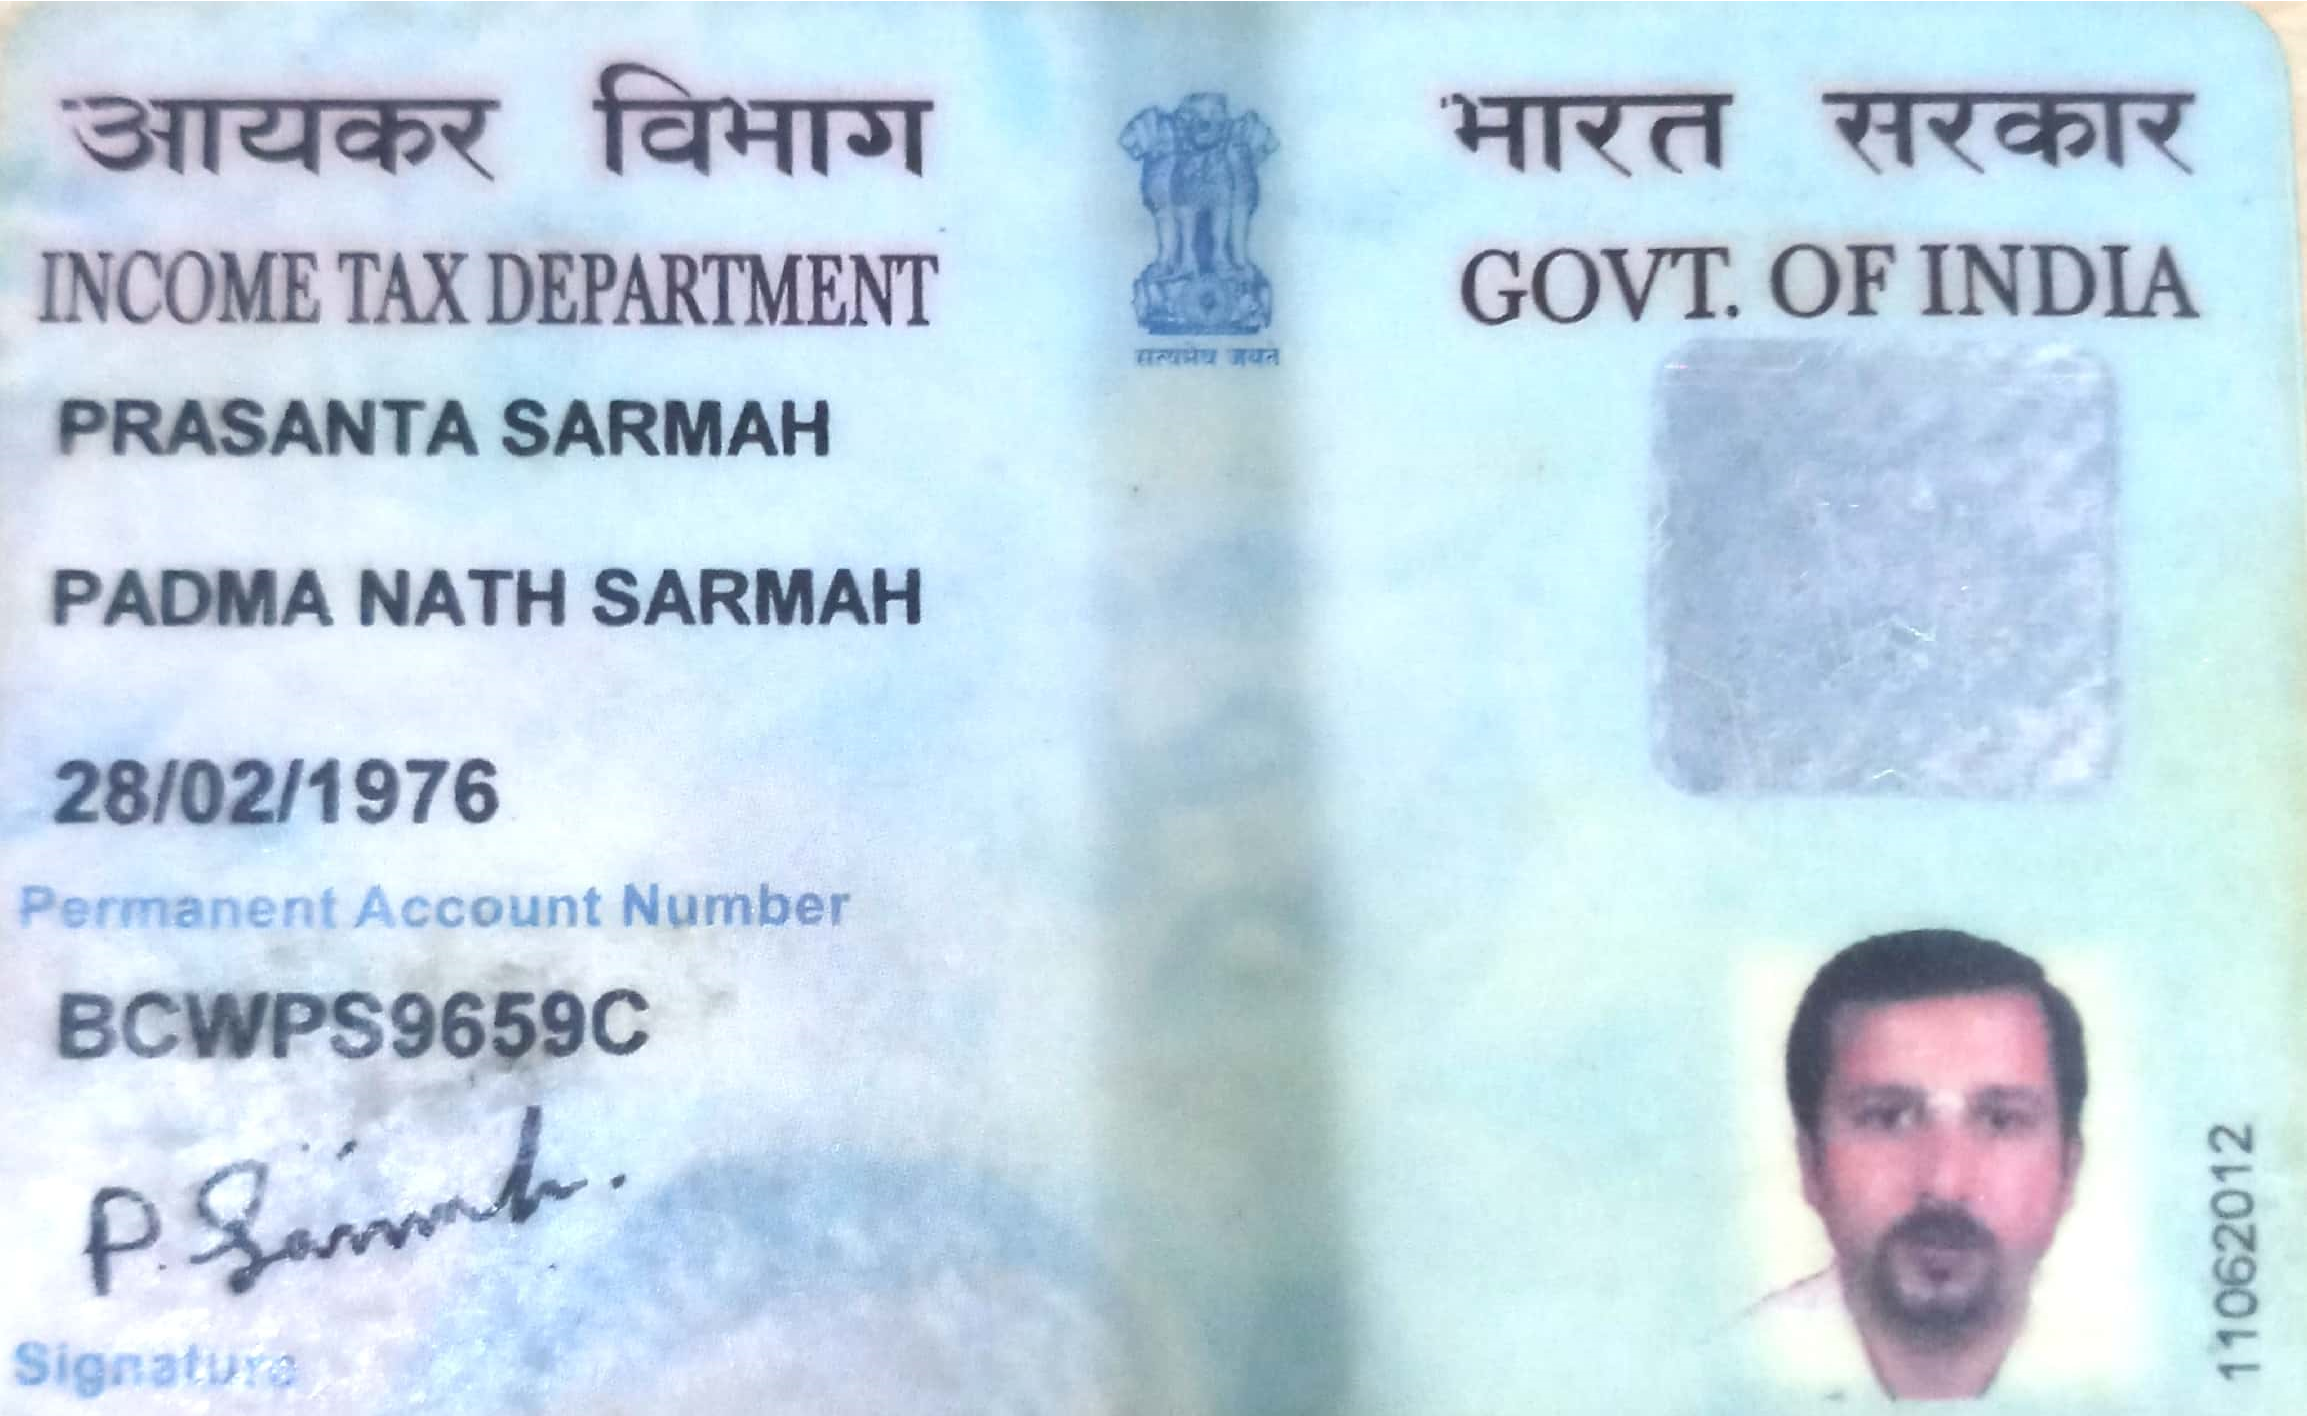 आयकर विभाग
INCOME TAX DEPARTMENT
सत्यमेव जयते
भारत सरकार
GOVT. OF INDIA
PRASANTA SARMAH
PADMA NATH SARMAH
28/02/1976
Permanent Account Number
BCWPS9659C
P. Sarmah.
Signature
11062012